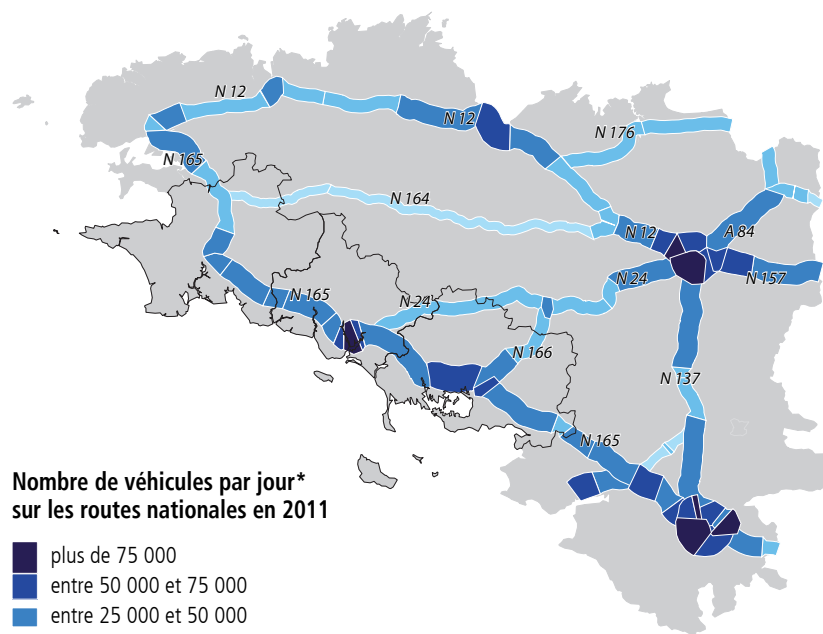 N 12
N 12
N 176
N 165
N 164
N 12
A 84
N 24
N 157
N 165
N 24
N 166
N 137
N 165
Nombre de véhicules par jour*
sur les routes nationales en 2011
plus de 75 000
entre 50 000 et 75 000
entre 25 000 et 50 000